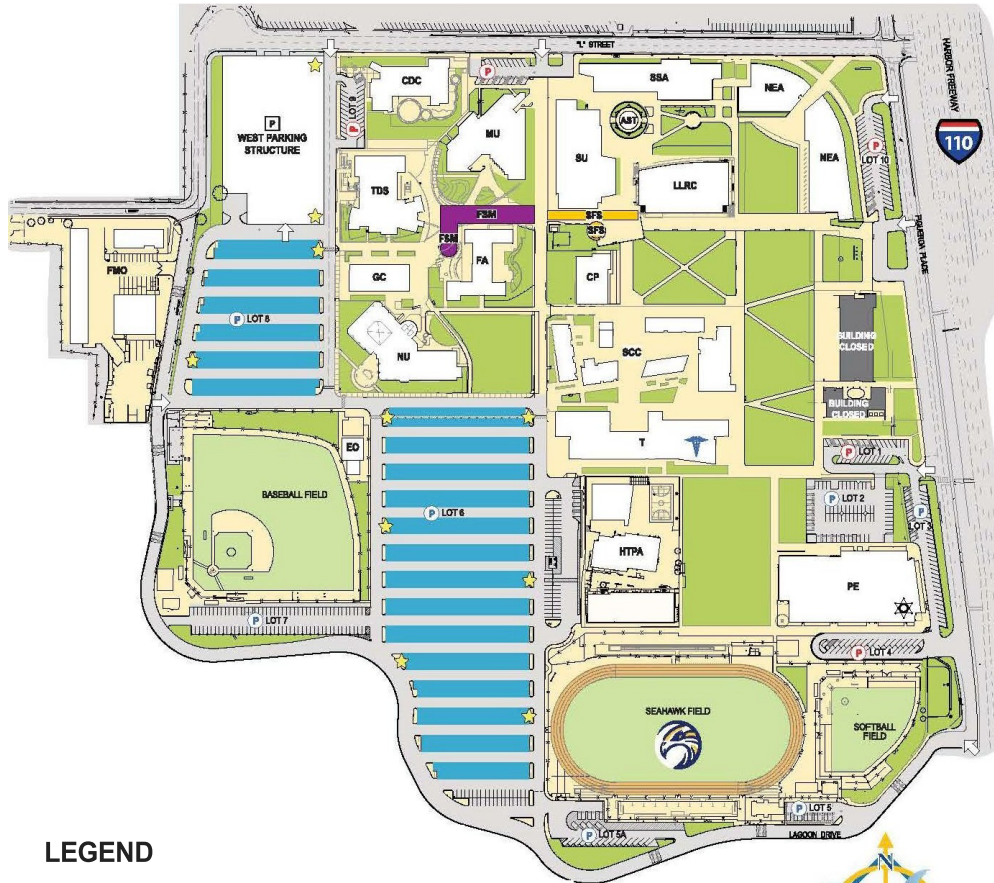 "L" STREET
HARBOR FREEWAY
110
P
WEST PARKING
STRUCTURE
P
LOT 9
CDC
P
MU
SSA
AST
SU
NEA
NEA
P
LOT 10
LLRC
TDS
FSM
FSM
SFS
SFS
FIGUEROA PLACE
FMO
GC
FA
CP
P LOT 8
NU
SCC
BUILDING
CLOSED
BUILDING
CLOSED
EO
T
P LOT 1
BASEBALL FIELD
P LOT 6
P LOT 2
P
LOT 3
HTPA
PE
P LOT 7
P LOT 4
SEAHAWK FIELD
SOFTBALL
FIELD
P LOT 5
P LOT 5A
LAGOON DRIVE
LEGEND
N